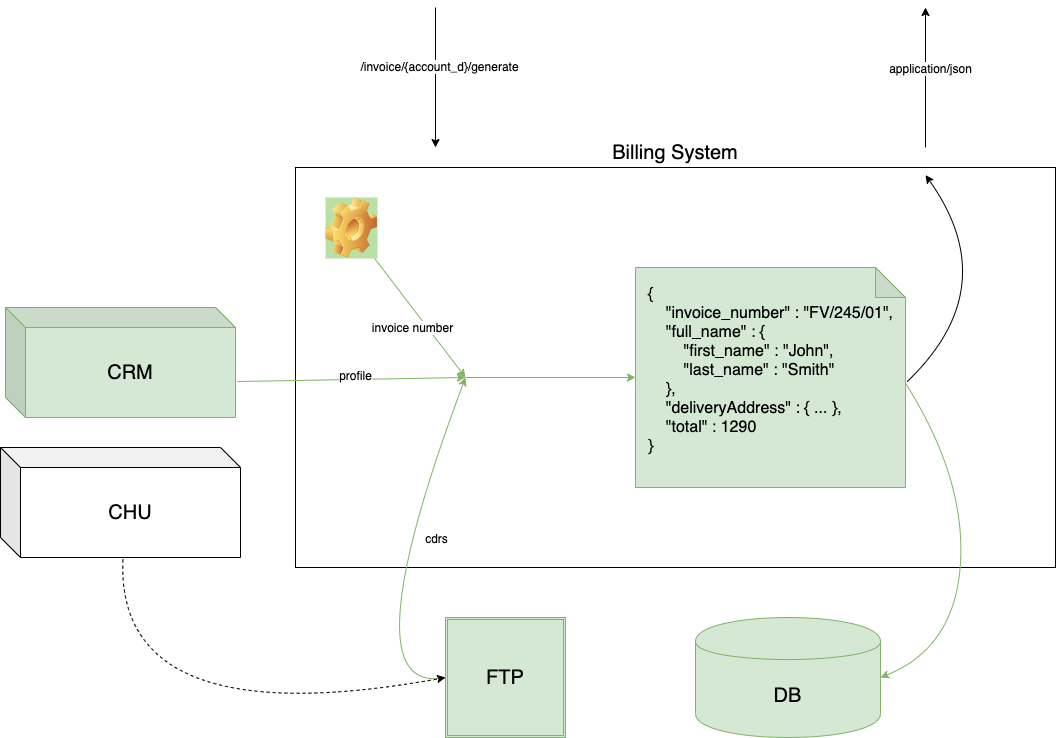 /invoice/{account_d}/generate
application/json
Billing System
invoice number
CRM
profile
{
"invoice_number" : "FV/245/01",
"full_name" : {
"first_name" : "John",
"last_name" : "Smith"
},
"deliveryAddress" : { ... },
"total" : 1290
}
CHU
cdrs
FTP
DB